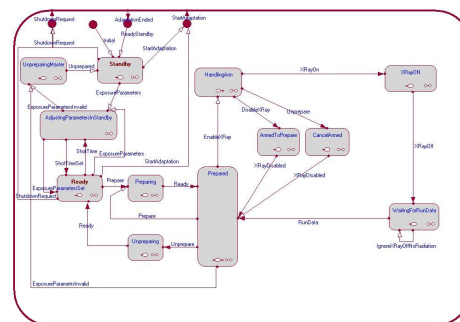 ShutdownRequest
AdaptationEnded
StartAdaptation
Initial
ReadyStandby
ShutdownRequest
StartAdaptation
UnpreparingMaster
Unprepared
Standby
HandlingArm
XRayOn
XRayON
ExposureParametersInvalid
ExposureParameters
DisableXRay
Unprepare
AdjustingParametersInStandby
ArmedToPrepare
CancelArmed
ShotTime
EnableXRay
XRayOff
ShotTimeSet
ExposureParameters
StartAdaptation
XRayDisabled
XRayDisabled
Ready
Prepare
Preparing
Ready
Prepared
ExposureParametersSet
ShutdownRequest
Prepare
WaitingForRunData
RunData
Ready
Unpreparing
Unprepare
IgnoreXRayOffNoRadiation
ExposureParametrsInvalid